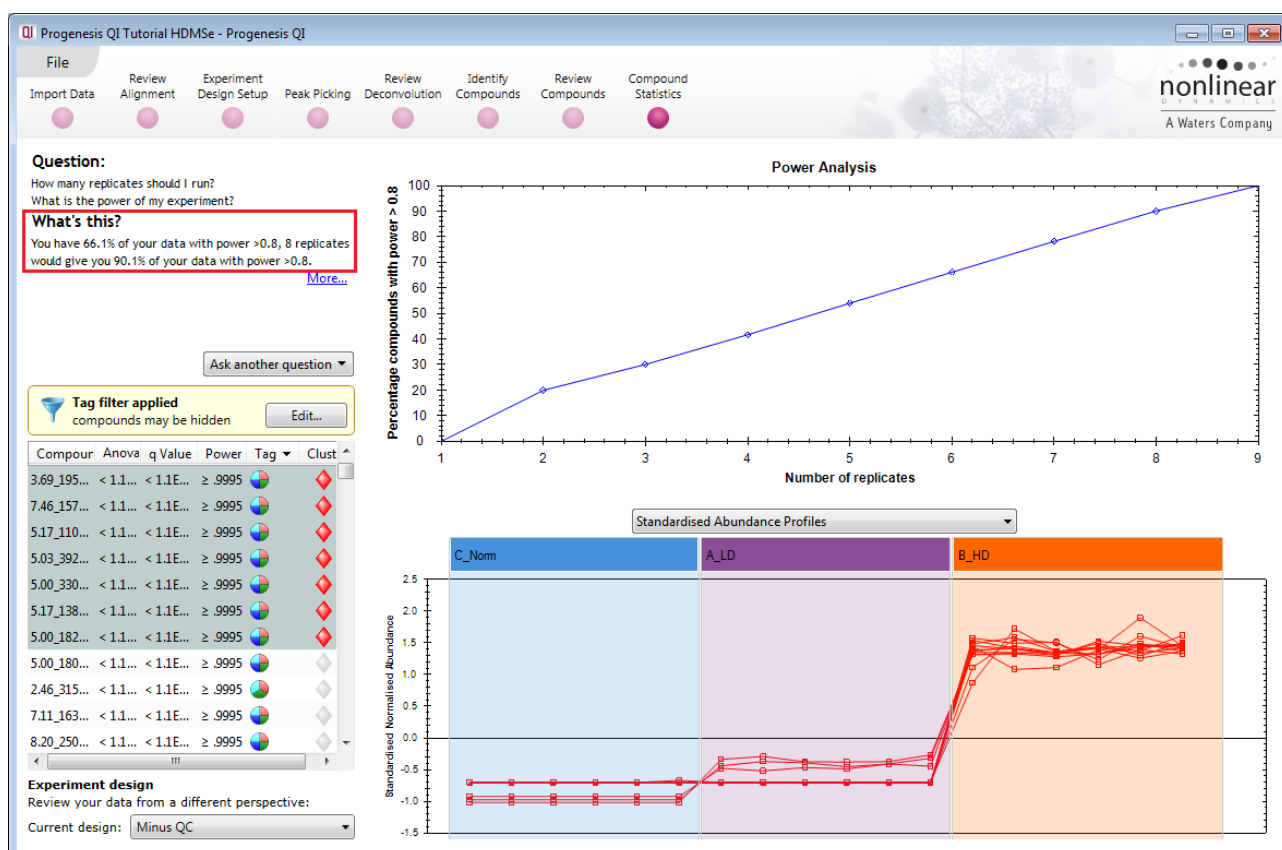 QI Progenesis QI Tutorial HDMSe - Progenesis QI
File
Import Data
Review Alignment
Experiment Design Setup
Peak Picking
Review Deconvolution
Identify Compounds
Review Compounds
Compound Statistics
nonlinear
DYNAMICS
A Waters Company
Question:
How many replicates should I run?
What is the power of my experiment?
What's this?
You have 66.1% of your data with power >0.8, 8 replicates
would give you 90.1% of your data with power >0.8.
More...
Ask another question
Tag filter applied
compounds may be hidden
Edit...
Compour Anova q Value Power Tag Clust
3.69_195... < 1.1... < 1.1E... ≥ .9995
7.46_157... < 1.1... < 1.1E... ≥ .9995
5.17_110... < 1.1... < 1.1E... ≥ .9995
5.03_392... < 1.1... < 1.1E... ≥ .9995
5.00_330... < 1.1... < 1.1E... ≥ .9995
5.17_138... < 1.1... < 1.1E... ≥ .9995
5.00_182... < 1.1... < 1.1E... ≥ .9995
5.00_180... < 1.1... < 1.1E... ≥ .9995
2.46_315... < 1.1... < 1.1E... ≥ .9995
7.11_163... < 1.1... < 1.1E... ≥ .9995
8.20_250... < 1.1... < 1.1E... ≥ .9995
Experiment design
Review your data from a different perspective:
Current design: Minus QC
Power Analysis
Percentage compounds with power > 0.8
100
90
80
70
60
50
40
30
20
10
0
1 2 3 4 5 6 7 8 9
Number of replicates
Standardised Abundance Profiles
C_Norm A_LD B_HD
Standardised Normalised Abundance
2.5
2.0
1.5
1.0
0.5
0.0
-0.5
-1.0
-1.5